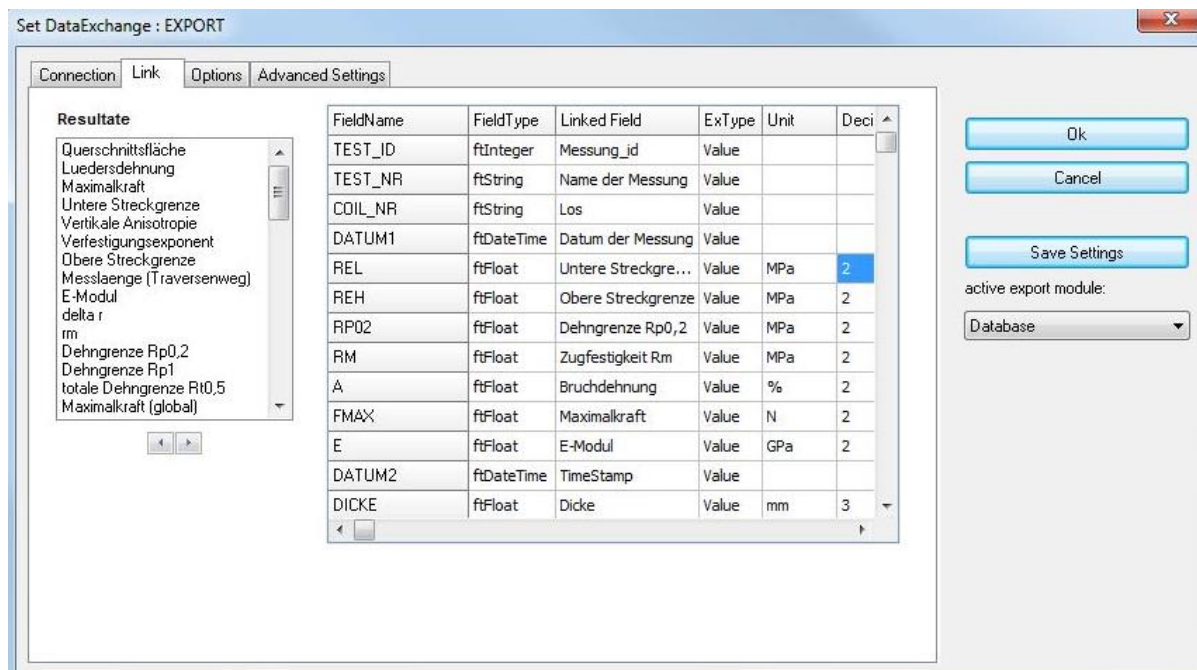 Set DataExchange : EXPORT
Connection Link Options Advanced Settings
Resultate
Querschnittsfläche
Luedersdehnung
Maximalkraft
Untere Streckgrenze
Vertikale Anisotropie
Verfestigungsexponent
Obere Streckgrenze
Messlaenge (Traversenweg)
E-Modul
delta r
rm
Dehngrenze Rp0,2
Dehngrenze Rp1
totale Dehngrenze Rt0,5
Maximalkraft (global)
FieldName FieldType Linked Field ExType Unit Deci
TEST_ID ftInteger Messung_id Value
TEST_NR ftString Name der Messung Value
COIL_NR ftString Los Value
DATUM1 ftDateTime Datum der Messung Value
REL ftFloat Untere Streckgre... Value MPa 2
REH ftFloat Obere Streckgrenze Value MPa 2
RP02 ftFloat Dehngrenze Rp0,2 Value MPa 2
RM ftFloat Zugfestigkeit Rm Value MPa 2
A ftFloat Bruchdehnung Value % 2
FMAX ftFloat Maximalkraft Value N 2
E ftFloat E-Modul Value GPa 2
DATUM2 ftDateTime TimeStamp Value
DICKE ftFloat Dicke Value mm 3
Ok
Cancel
Save Settings
active export module:
Database